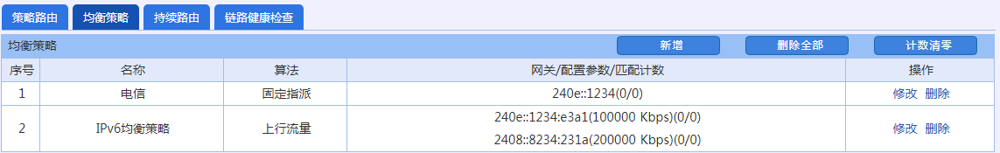 策略路由 均衡策略 持续路由 链路健康检查
均衡策略 新增 删除全部 计数清零
序号 名称 算法 网关/配置参数/匹配计数 操作
1 电信 固定指派 240e::1234(0/0) 修改 删除
2 IPv6均衡策略 上行流量 240e::1234:e3a1(100000 Kbps)(0/0) 修改 删除
2408::8234:231a(200000 Kbps)(0/0)